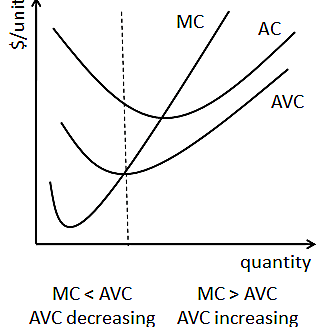 $/unit
MC
AC
AVC
quantity
MC < AVC
AVC decreasing
MC > AVC
AVC increasing